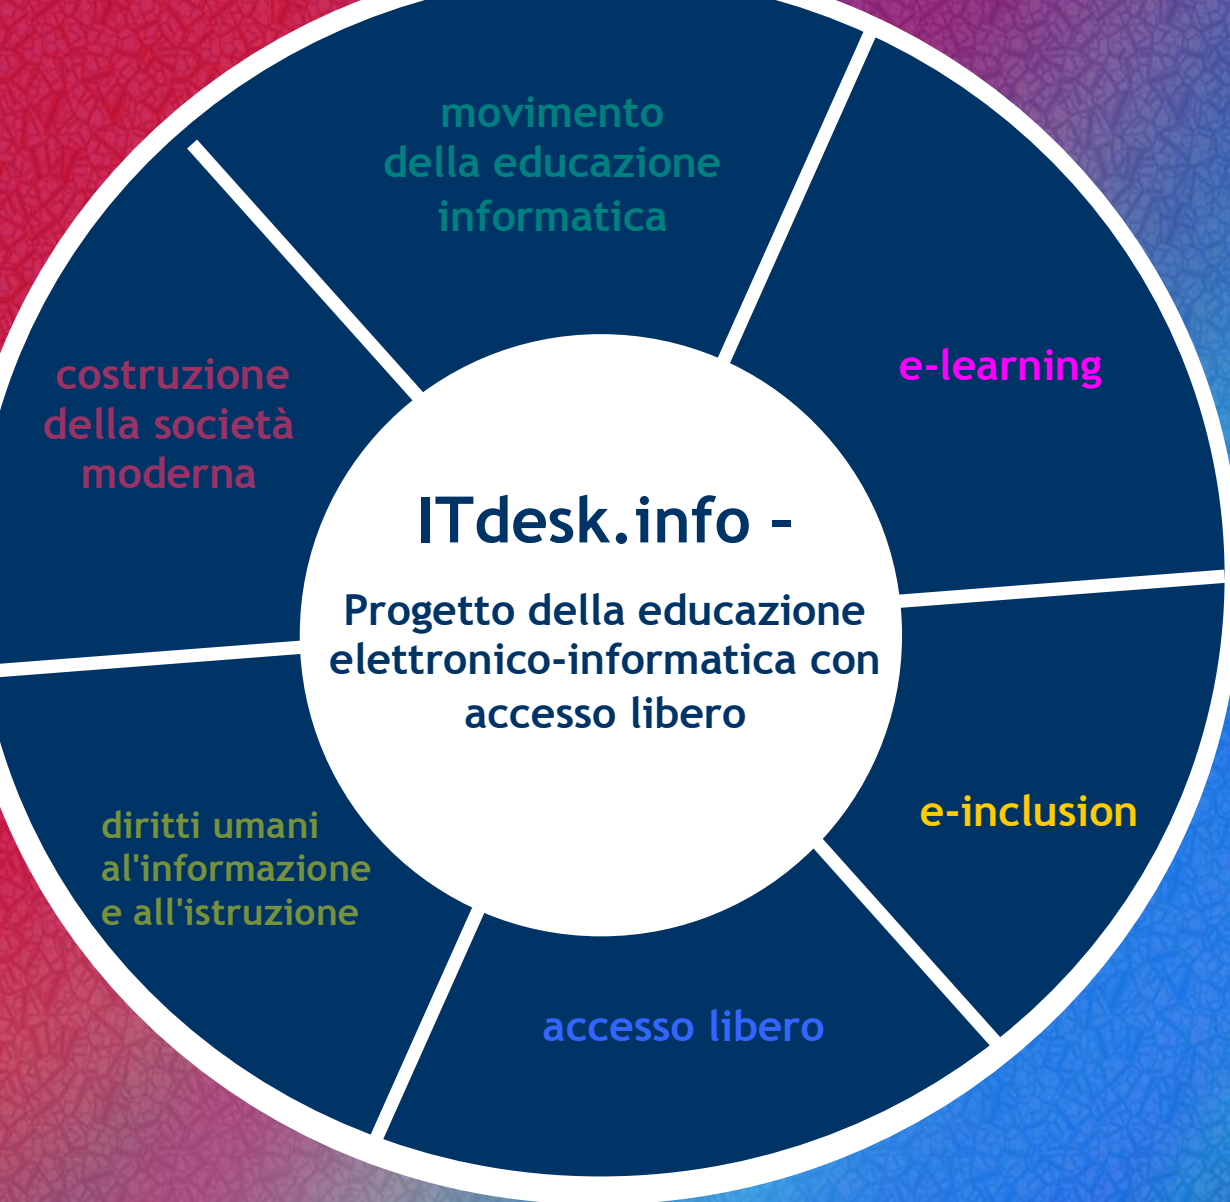 movimento
della educazione
informatica
e-learning
costruzione
della società
moderna
ITdesk.info –
Progetto della educazione
elettronico-informatica con
accesso libero
e-inclusion
diritti umani
al'informazione
e all'istruzione
accesso libero